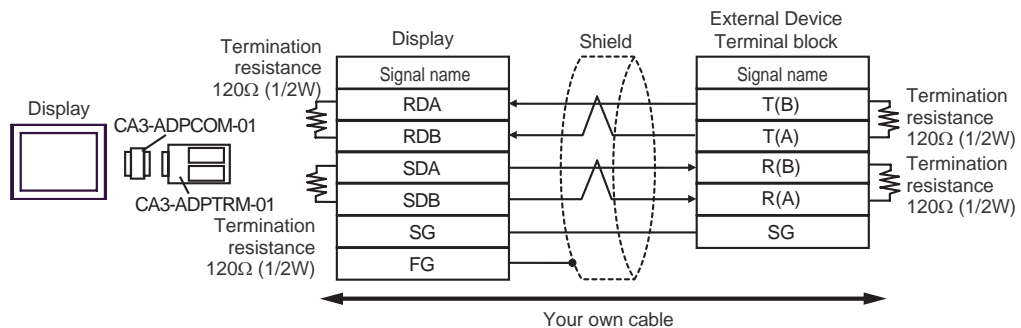 External Device
Terminal block
Display
Shield
Termination
resistance
120Ω (1/2W)
Signal name
Signal name
RDA
T(B)
Termination
resistance
120Ω (1/2W)
Display
CA3-ADPCOM-01
RDB
T(A)
SDA
R(B)
Termination
resistance
120Ω (1/2W)
CA3-ADPTRM-01
SDB
R(A)
Termination
resistance
120Ω (1/2W)
SG
SG
FG
Your own cable